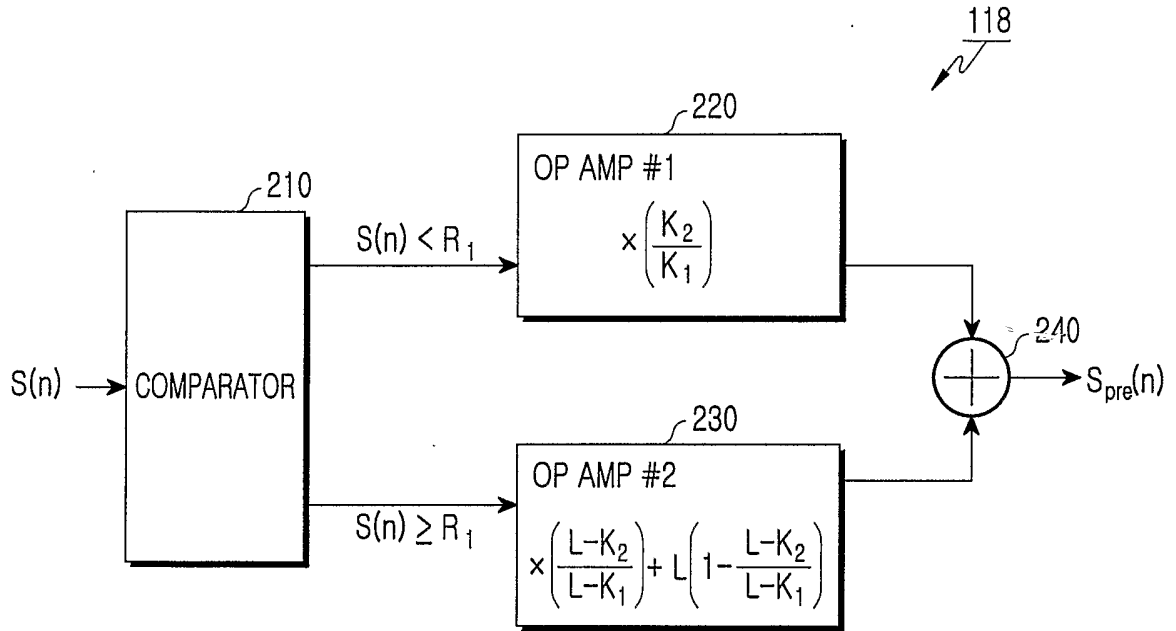 118
220
OP AMP #1
× (K₂/K₁)
210
S(n) < R₁
S(n)
COMPARATOR
240
S_pre(n)
230
S(n) ≥ R₁
OP AMP #2
× ((L-K₂)/(L-K₁)) + L(1 - (L-K₂)/(L-K₁))